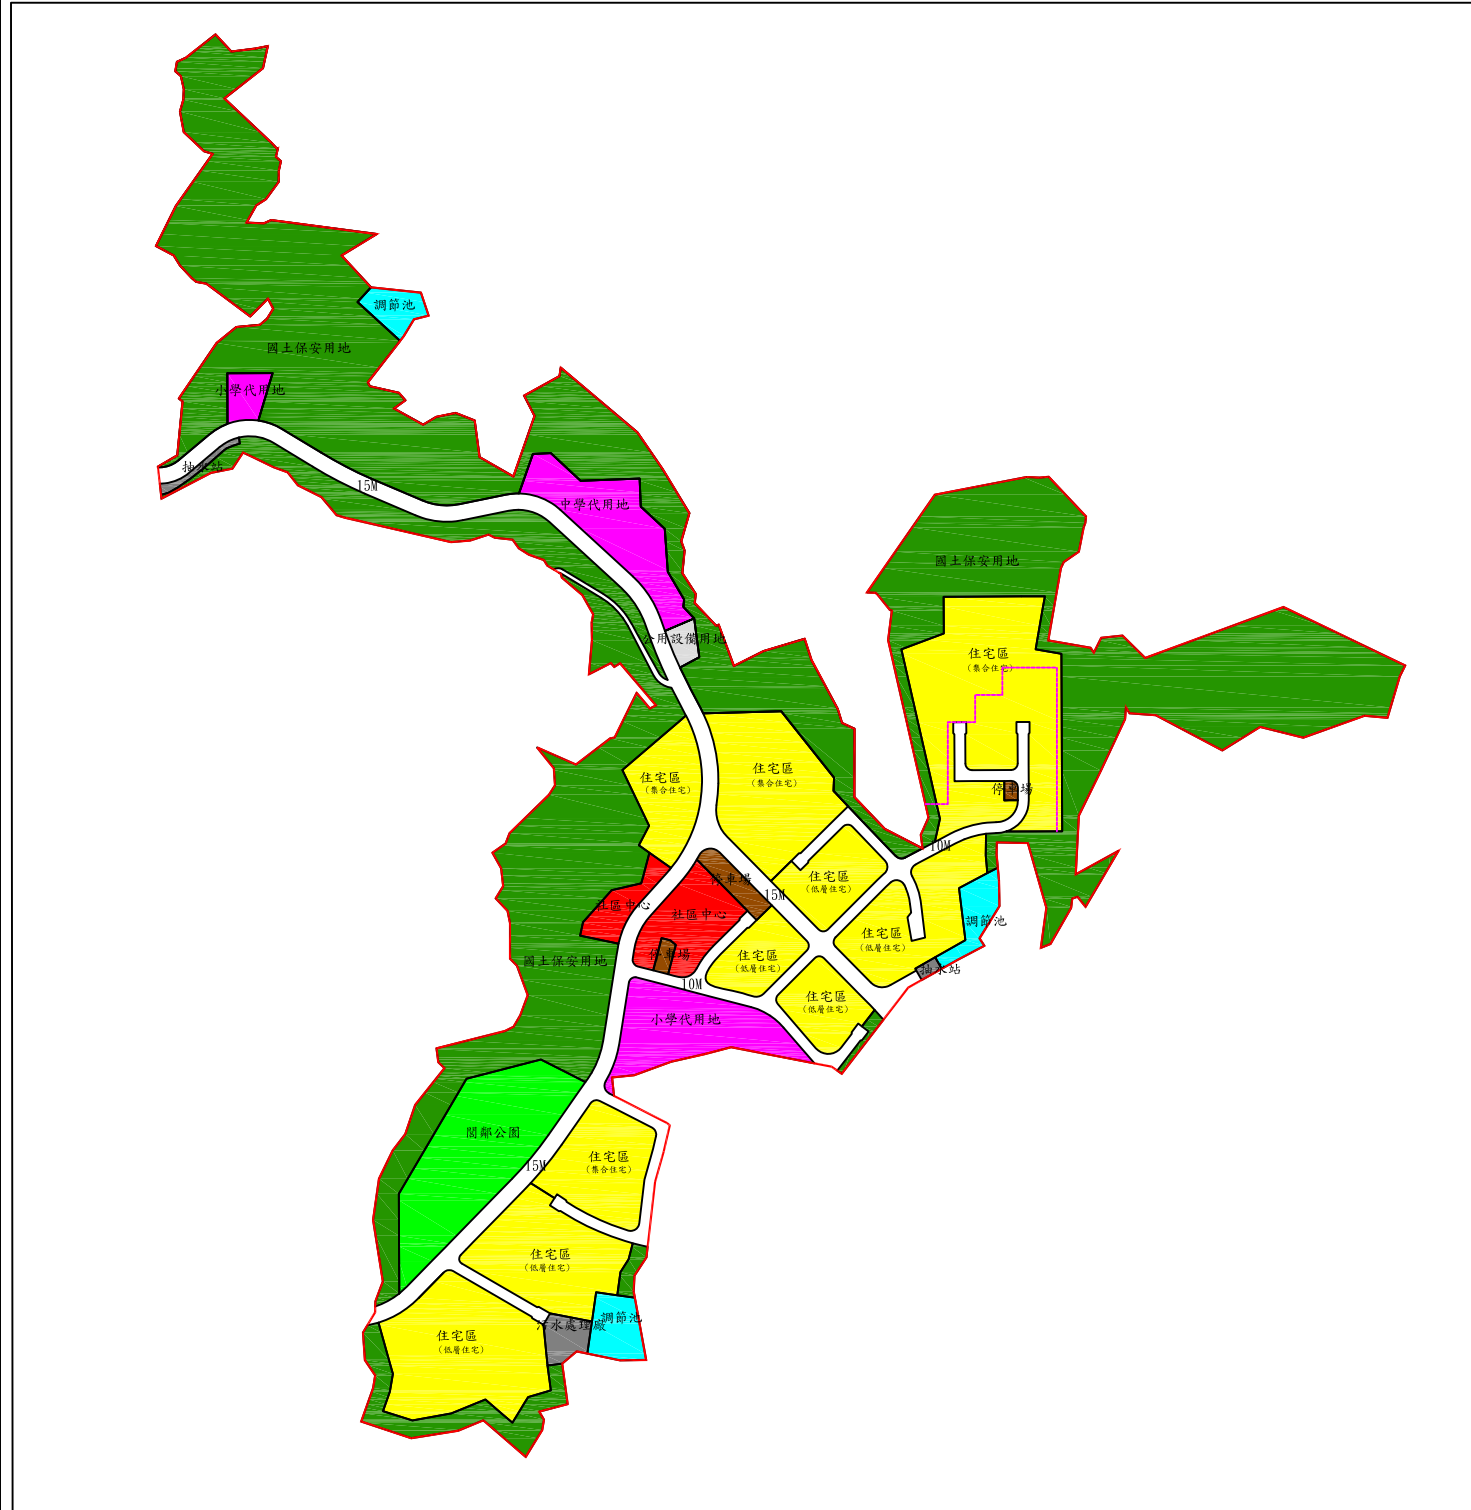 調節池
國土保安用地
小學代用地
抽水站
15M
中學代用地
國土保安用地
公用設備用地
住宅區
(集合住宅)
住宅區
(集合住宅)
住宅區
(集合住宅)
停車場
10M
停車場
15M
住宅區
(低層住宅)
社區中心
社區中心
調節池
住宅區
(低層住宅)
停車場
住宅區
(低層住宅)
國土保安用地
抽水站
10M
住宅區
(低層住宅)
小學代用地
閭鄰公園
15M
住宅區
(集合住宅)
住宅區
(低層住宅)
污水處理廠
調節池
住宅區
(低層住宅)